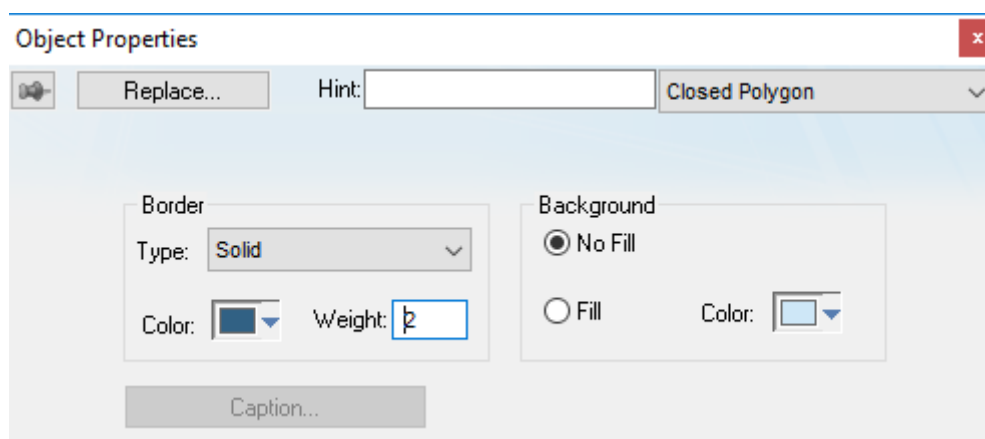 Object Properties
x
Replace... Hint: Closed Polygon
Border Background
Type: Solid No Fill
Color: Weight: 2 Fill Color:
Caption...